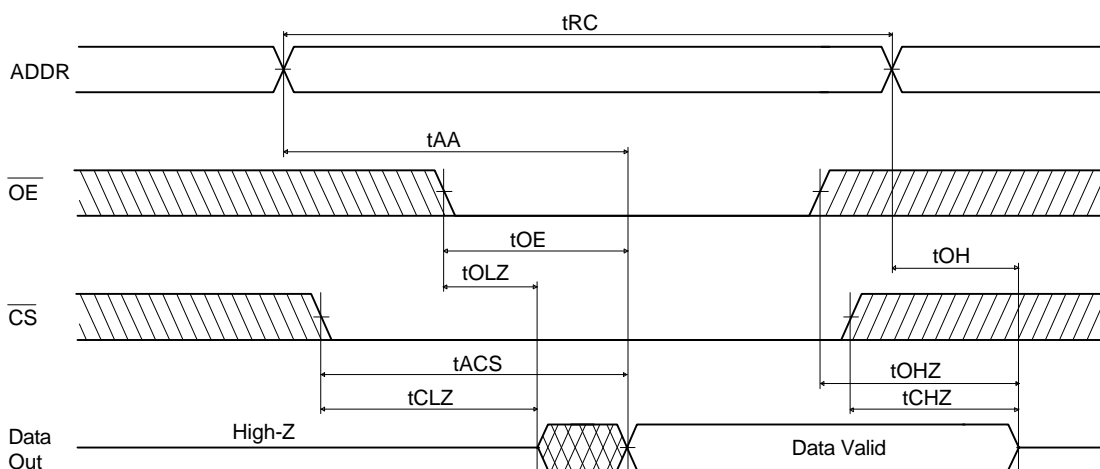 tRC
ADDR
tAA
OE
tOE
tOH
tOLZ
CS
tACS
tOHZ
tCLZ
tCHZ
High-Z
Data
Out
Data Valid